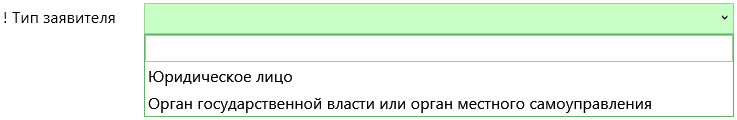 ! Тип заявителя
Юридическое лицо
Орган государственной власти или орган местного самоуправления